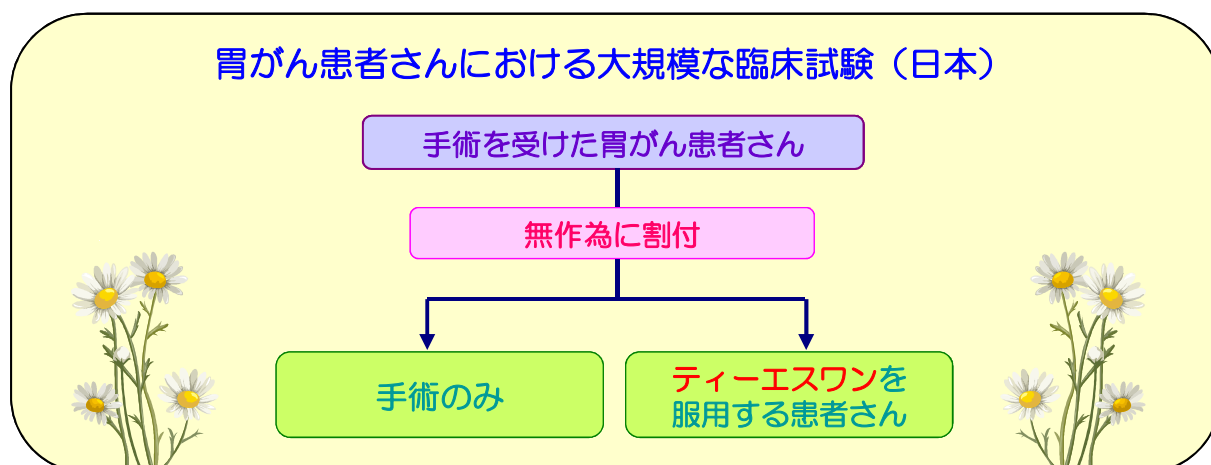 胃がん患者さんにおける大規模な臨床試験（日本）
手術を受けた胃がん患者さん
無作為に割付
手術のみ
ティーエスワンを
服用する患者さん